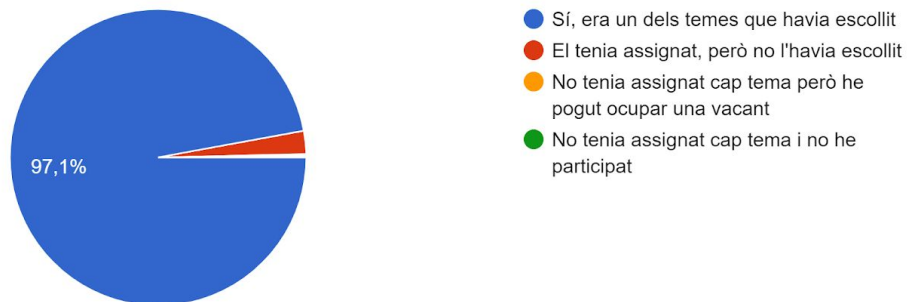 97,1%
Sí, era un dels temes que havia escollit
El tenia assignat, però no l'havia escollit
No tenia assignat cap tema però he
pogut ocupar una vacant
No tenia assignat cap tema i no he
participat